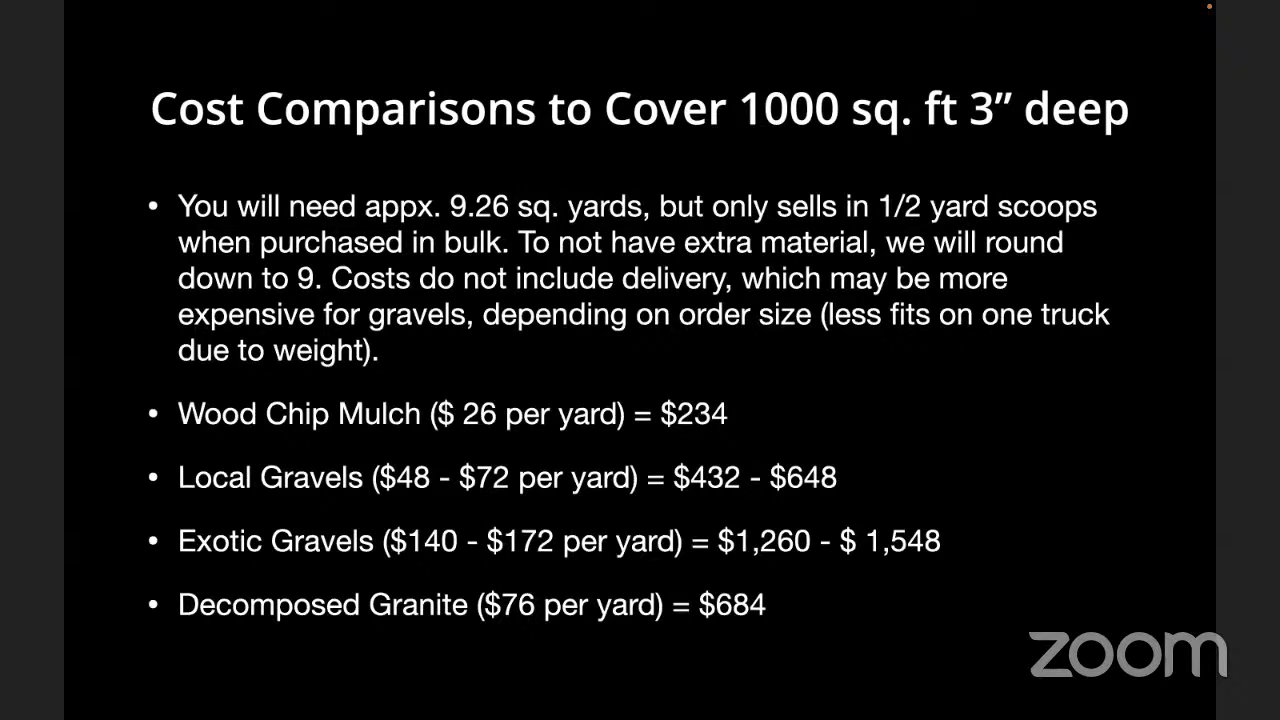 Cost Comparisons to Cover 1000 sq. ft 3” deep
• You will need appx. 9.26 sq. yards, but only sells in 1/2 yard scoops
when purchased in bulk. To not have extra material, we will round
down to 9. Costs do not include delivery, which may be more
expensive for gravels, depending on order size (less fits on one truck
due to weight).
• Wood Chip Mulch ($ 26 per yard) = $234
• Local Gravels ($48 - $72 per yard) = $432 - $648
• Exotic Gravels ($140 - $172 per yard) = $1,260 - $ 1,548
• Decomposed Granite ($76 per yard) = $684
zoom